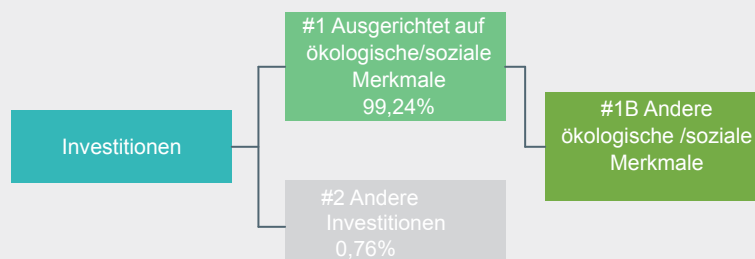 Investitionen
#1 Ausgerichtet auf
ökologische/soziale
Merkmale
99,24%
#1B Andere
ökologische /soziale
Merkmale
#2 Andere
Investitionen
0,76%